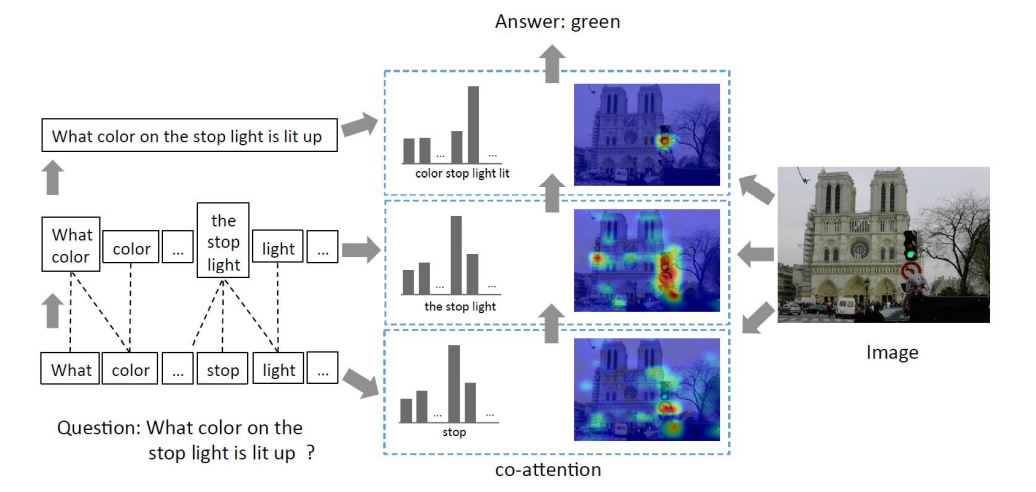 Answer: green
What color on the stop light is lit up
... ...
color stop light lit
What
color
color
...
the
stop
light
light
...
... ...
the stop light
Image
What
color
...
stop
light
...
... ...
stop
Question: What color on the
stop light is lit up ?
co-attention